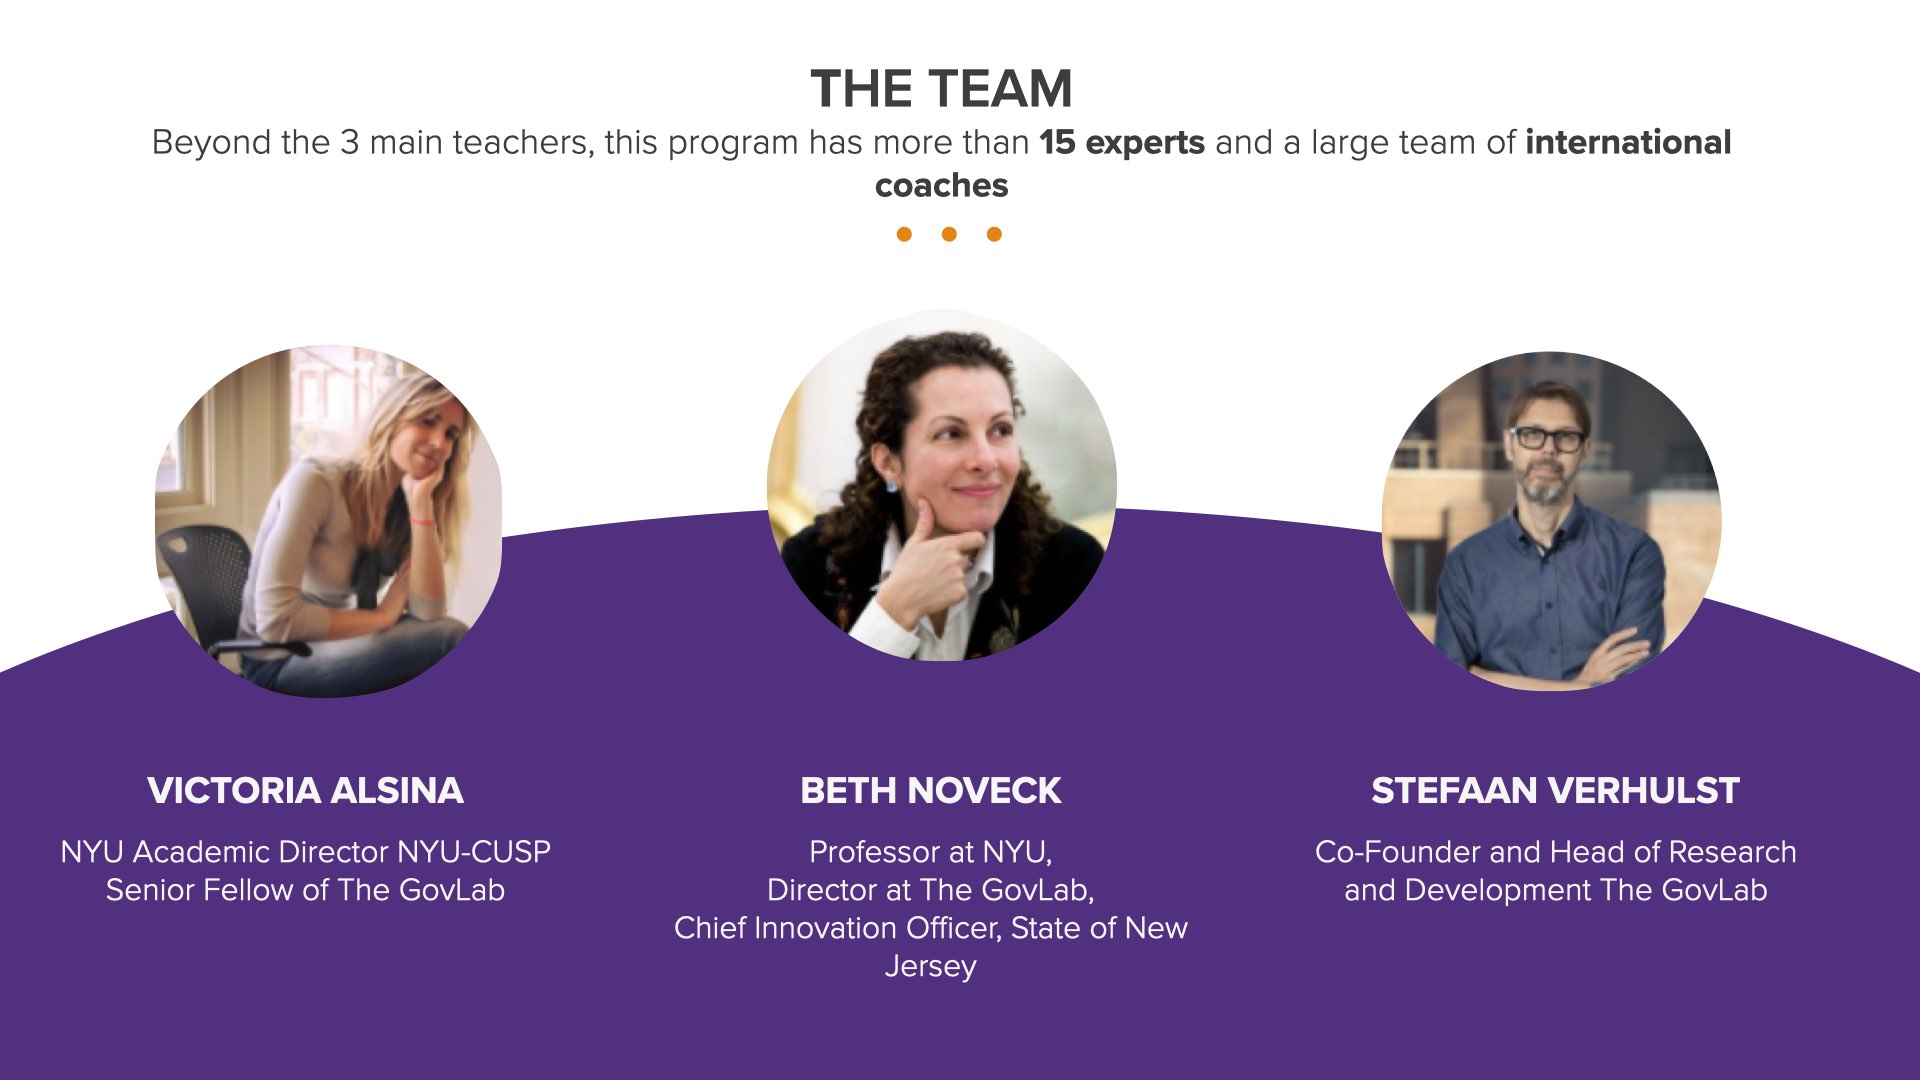 THE TEAM
Beyond the 3 main teachers, this program has more than 15 experts and a large team of international
coaches
VICTORIA ALSINA
NYU Academic Director NYU-CUSP
Senior Fellow of The GovLab
BETH NOVECK
Professor at NYU,
Director at The GovLab,
Chief Innovation Officer, State of New
Jersey
STEFAAN VERHULST
Co-Founder and Head of Research
and Development The GovLab